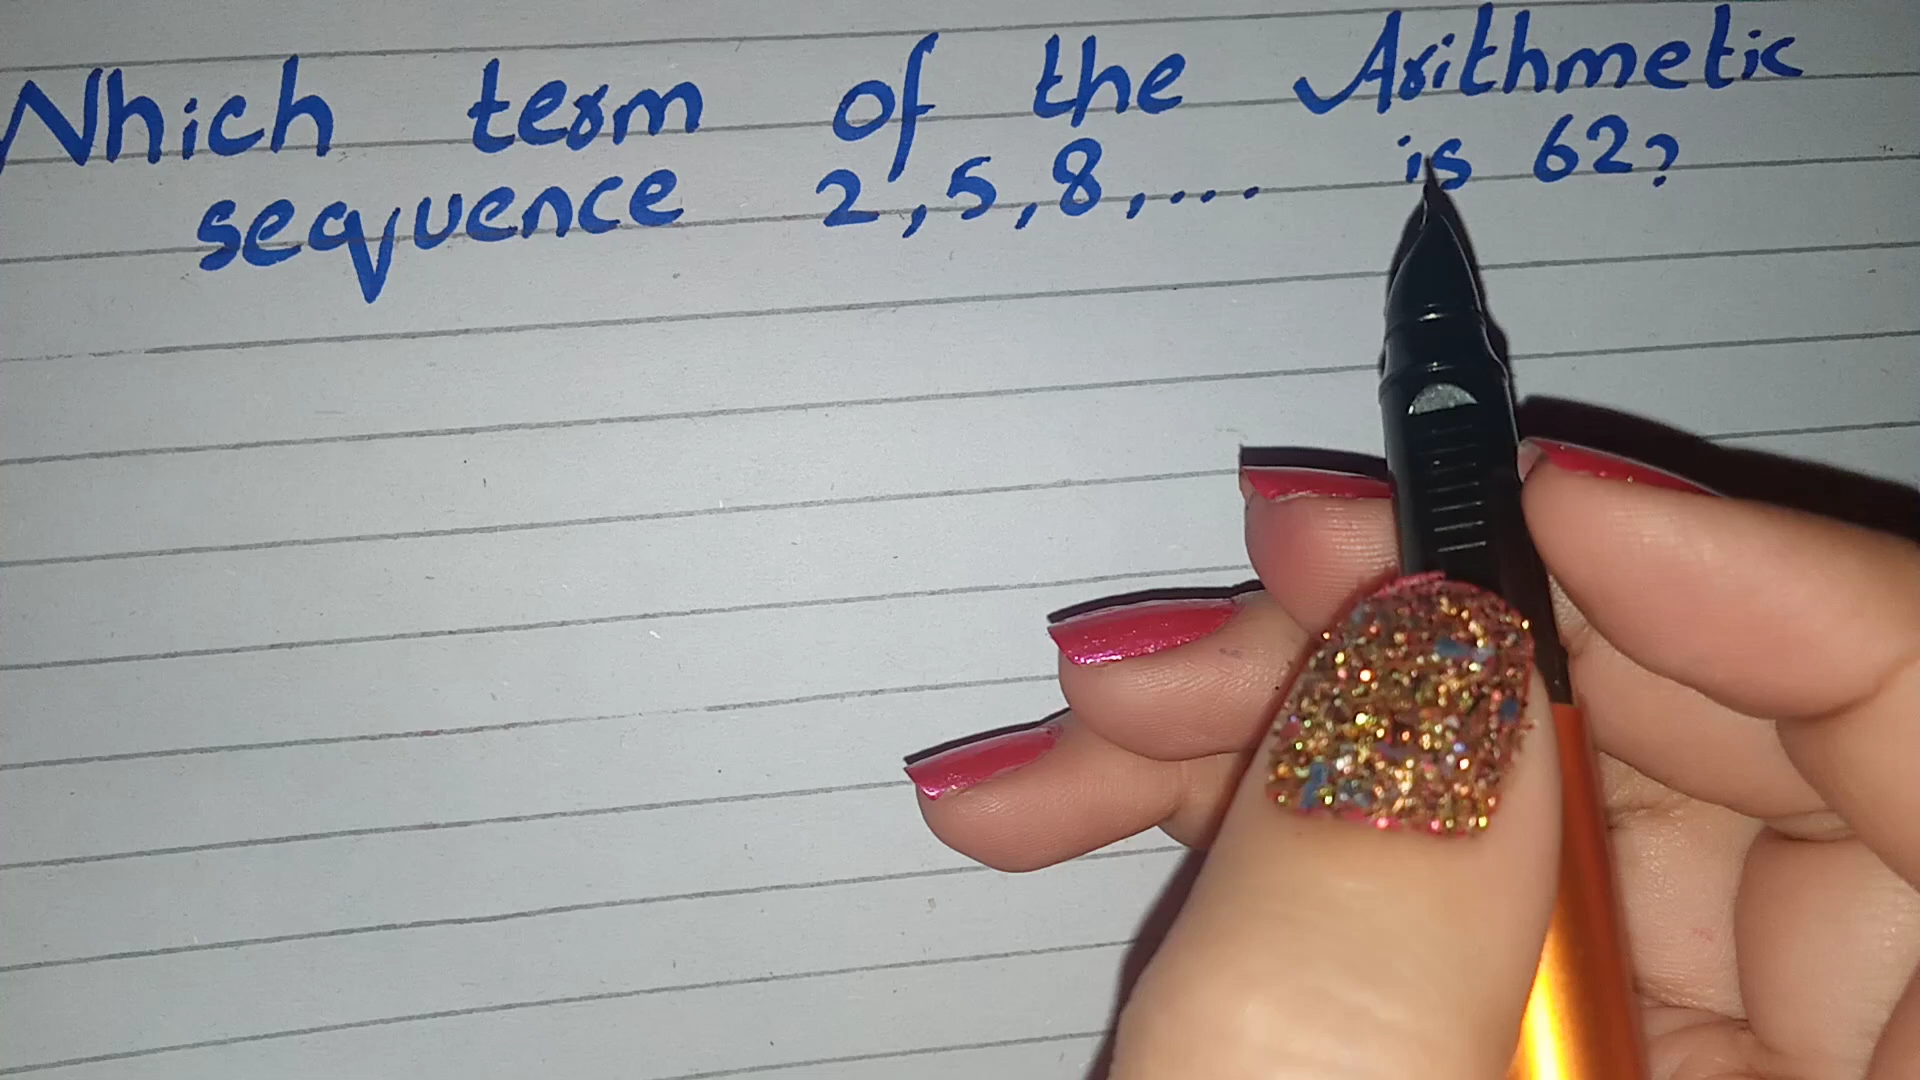 Which term of the Arithmetic
sequence 2,5,8,... is 62?